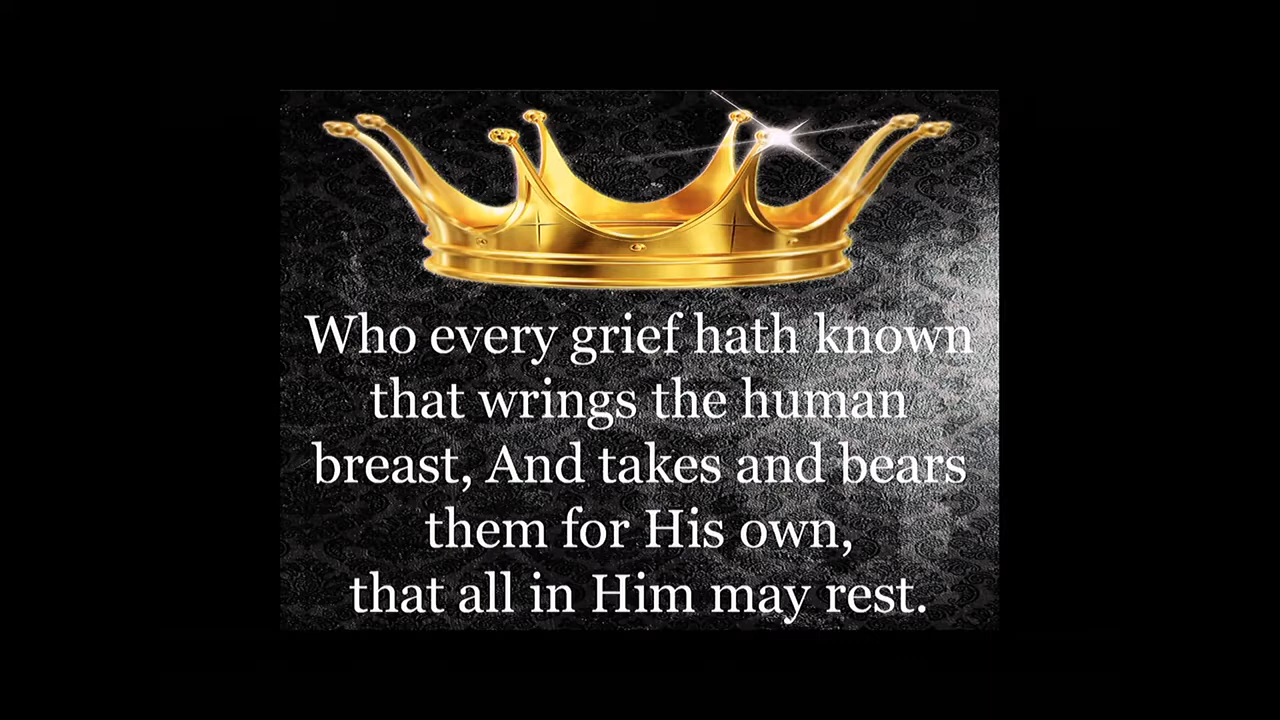 Who every grief hath known
that wrings the human
breast, And takes and bears
them for His own,
that all in Him may rest.